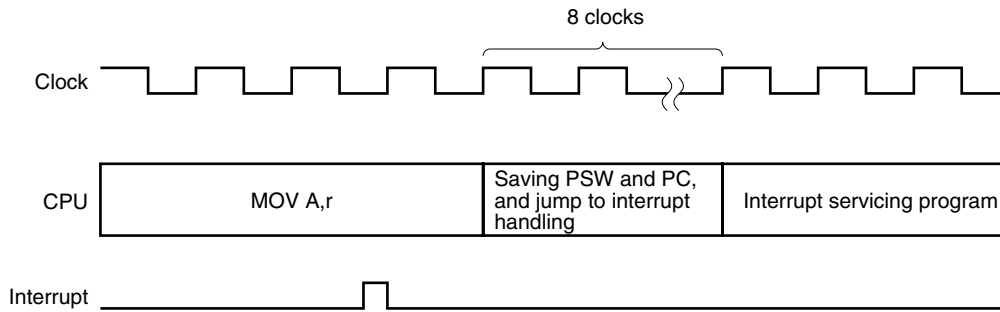 8 clocks
Clock
CPU
MOV A,r
Saving PSW and PC,
and jump to interrupt
handling
Interrupt servicing program
Interrupt